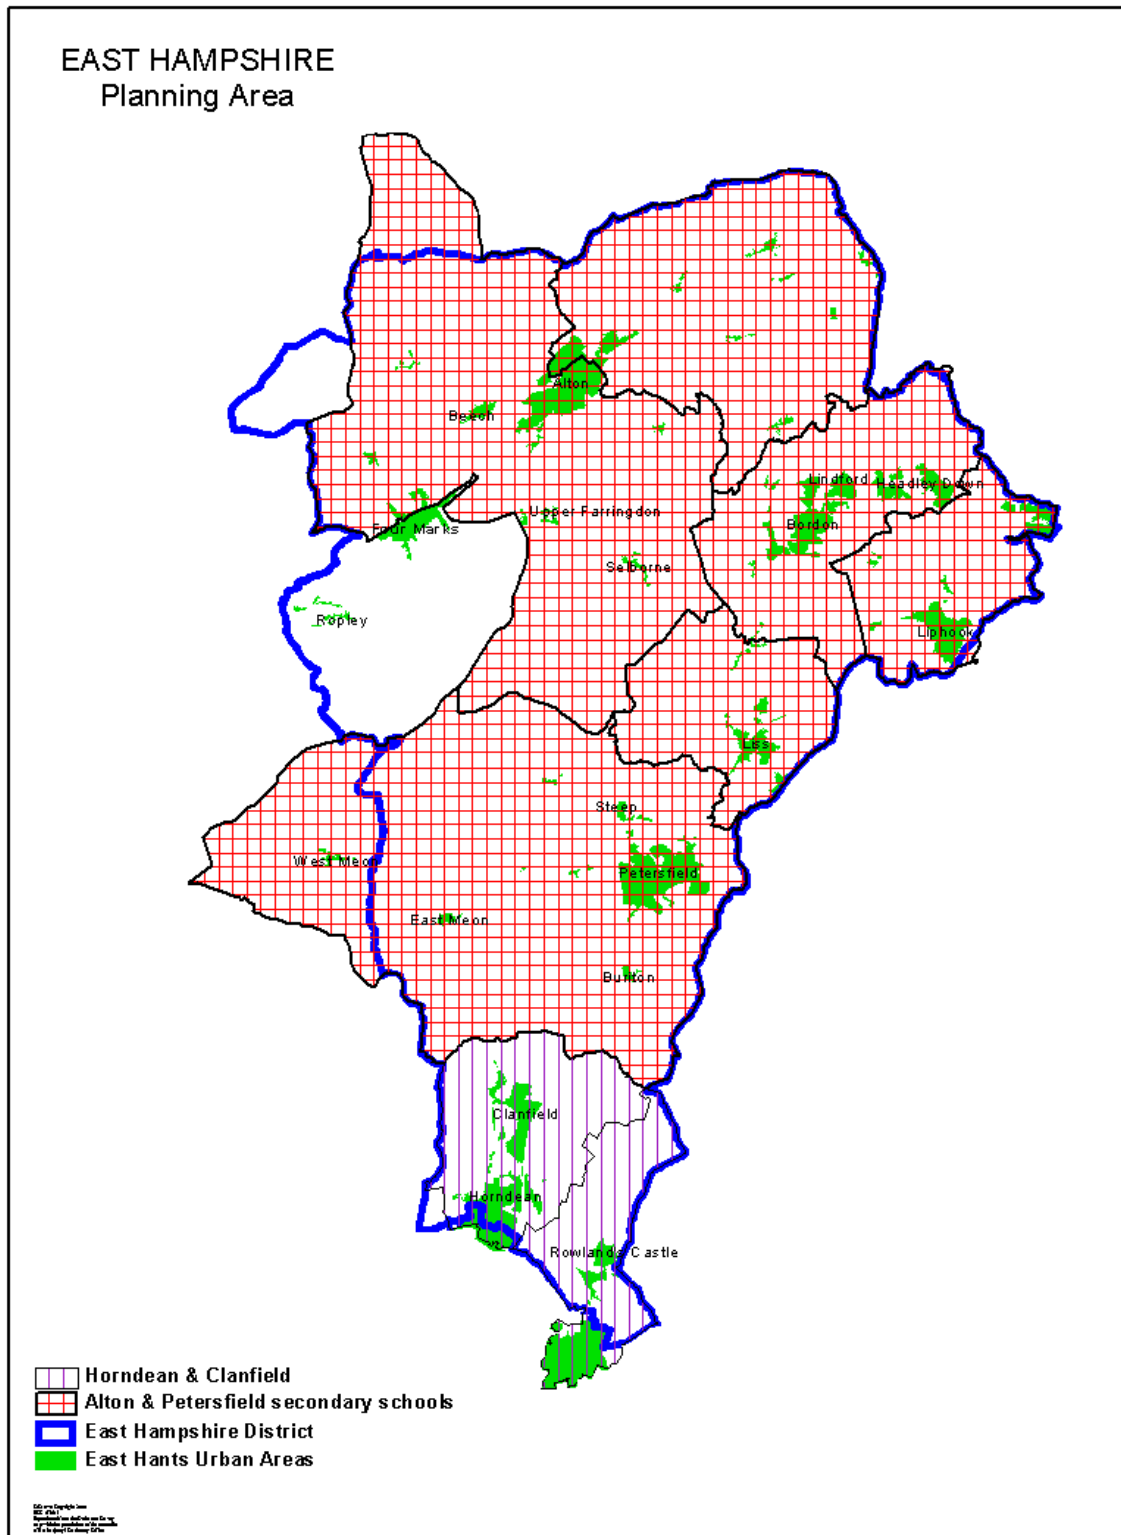 EAST HAMPSHIRE
Planning Area
Alton
Beech
Lindford
Headley Down
Four Marks
Upper Farringdon
Bordon
Selborne
Ropley
Liphook
Liss
Steep
West Meon
Petersfield
East Meon
Buriton
Clanfield
Horndean
Rowlands Castle
Horndean & Clanfield
Alton & Petersfield secondary schools
East Hampshire District
East Hants Urban Areas